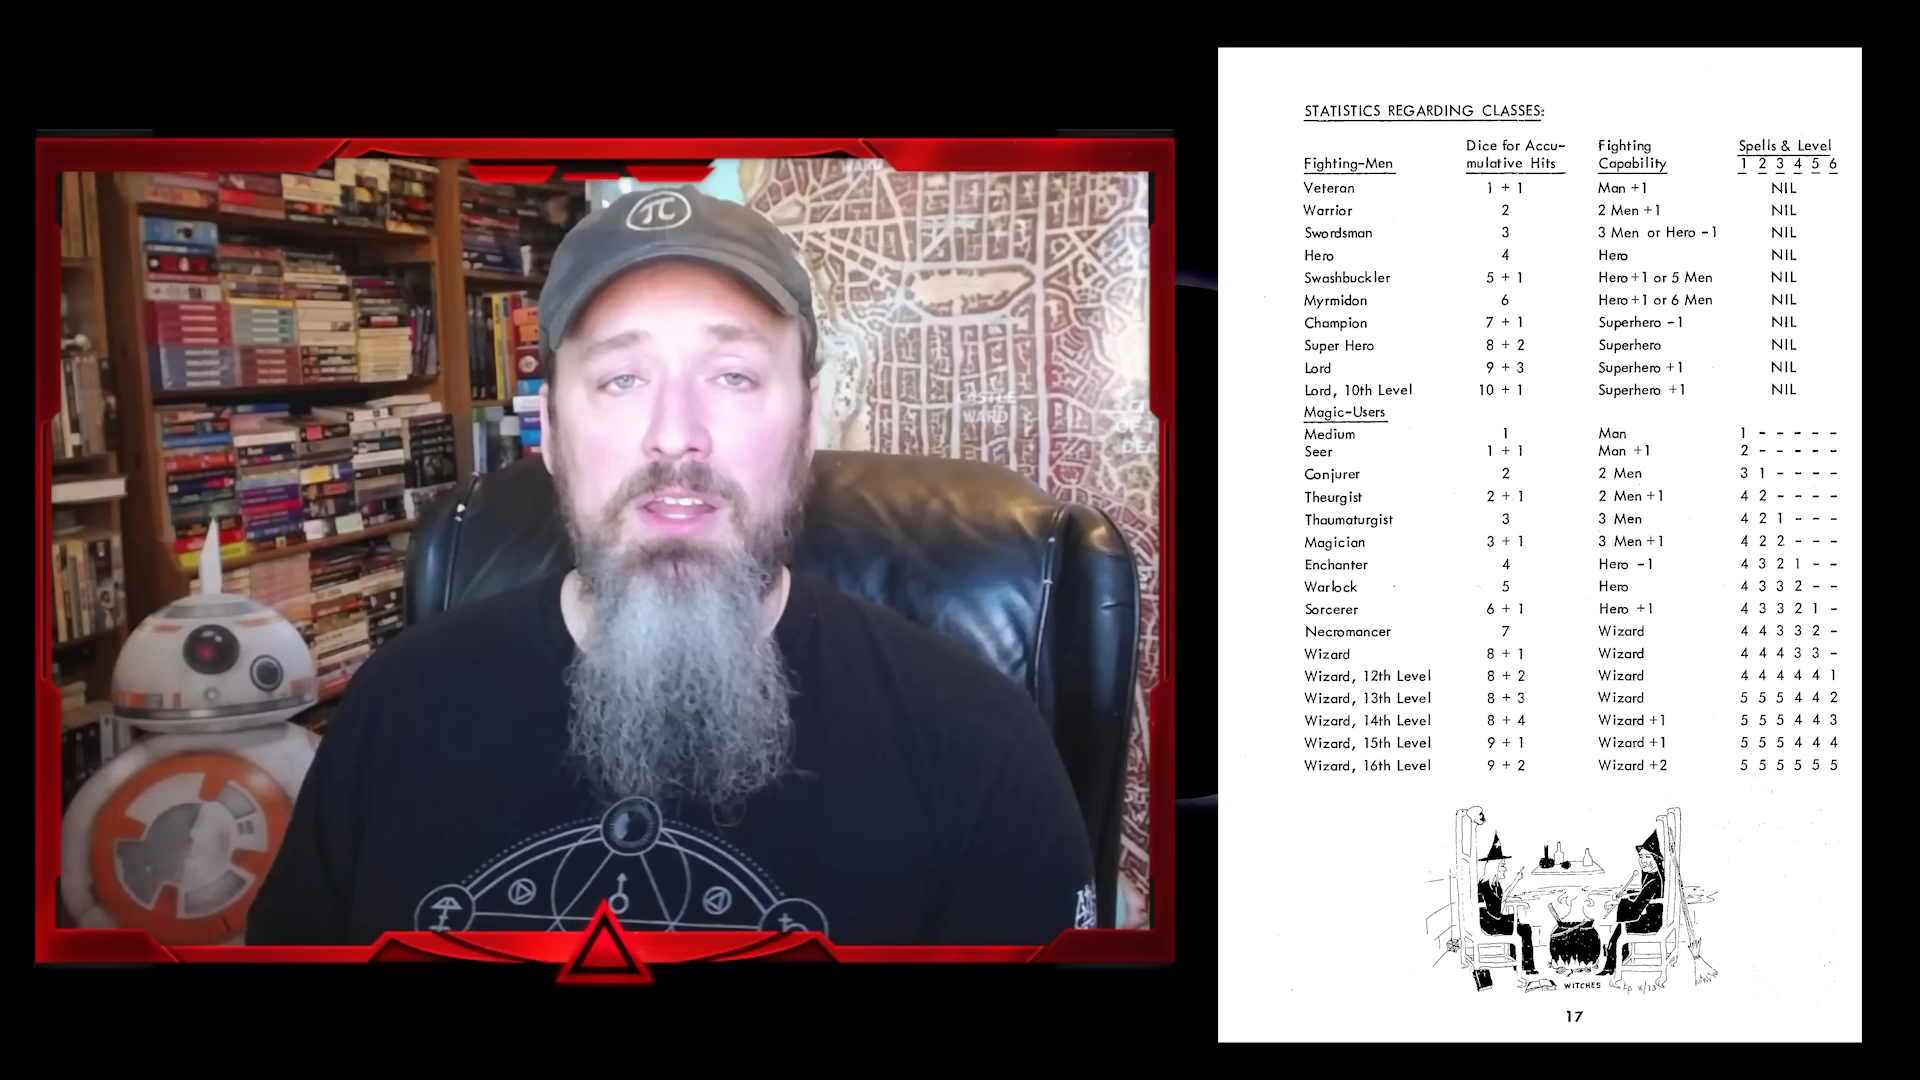 π
WARD
CASTLE
WARD
OF
DEA
STATISTICS REGARDING CLASSES:
Fighting-Men Dice for Accumulative Hits Fighting Capability Spells & Level
1 2 3 4 5 6
Veteran 1 + 1 Man +1 NIL
Warrior 2 2 Men +1 NIL
Swordsman 3 3 Men or Hero -1 NIL
Hero 4 Hero NIL
Swashbuckler 5 + 1 Hero+1 or 5 Men NIL
Myrmidon 6 Hero+1 or 6 Men NIL
Champion 7 + 1 Superhero -1 NIL
Super Hero 8 + 2 Superhero NIL
Lord 9 + 3 Superhero +1 NIL
Lord, 10th Level 10 + 1 Superhero +1 NIL
Magic-Users
Medium 1 Man 1 - - - - -
Seer 1 + 1 Man +1 2 - - - - -
Conjurer 2 2 Men 3 1 - - - -
Theurgist 2 + 1 2 Men +1 4 2 - - - -
Thaumaturgist 3 3 Men 4 2 1 - - -
Magician 3 + 1 3 Men +1 4 2 2 - - -
Enchanter 4 Hero -1 4 3 2 1 - -
Warlock 5 Hero 4 3 3 2 - -
Sorcerer 6 + 1 Hero +1 4 3 3 2 1 -
Necromancer 7 Wizard 4 4 3 3 2 -
Wizard 8 + 1 Wizard 4 4 4 3 3 -
Wizard, 12th Level 8 + 2 Wizard 4 4 4 4 4 1
Wizard, 13th Level 8 + 3 Wizard 5 5 5 4 4 2
Wizard, 14th Level 8 + 4 Wizard +1 5 5 5 4 4 3
Wizard, 15th Level 9 + 1 Wizard +1 5 5 5 4 4 4
Wizard, 16th Level 9 + 2 Wizard +2 5 5 5 5 5 5
WITCHES
17